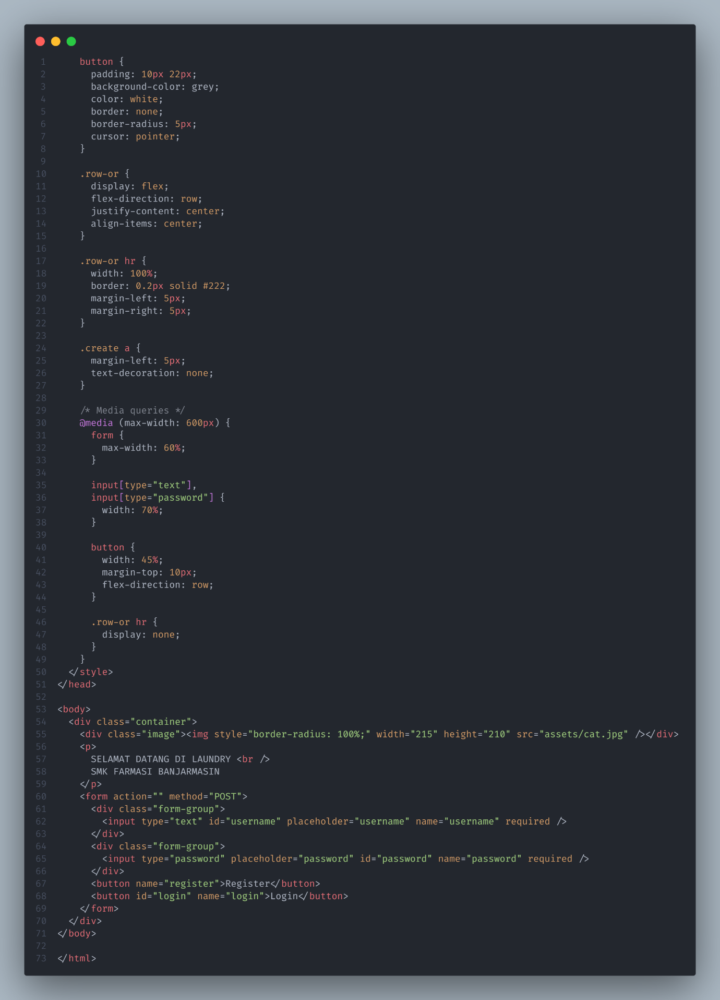 1     button {
2       padding: 10px 22px;
3       background-color: grey;
4       color: white;
5       border: none;
6       border-radius: 5px;
7       cursor: pointer;
8     }
9
10     .row-or {
11       display: flex;
12       flex-direction: row;
13       justify-content: center;
14       align-items: center;
15     }
16
17     .row-or hr {
18       width: 100%;
19       border: 0.2px solid #222;
20       margin-left: 5px;
21       margin-right: 5px;
22     }
23
24     .create a {
25       margin-left: 5px;
26       text-decoration: none;
27     }
28
29     /* Media queries */
30     @media (max-width: 600px) {
31       form {
32         max-width: 60%;
33       }
34
35       input[type="text"],
36       input[type="password"] {
37         width: 70%;
38       }
39
40       button {
41         width: 45%;
42         margin-top: 10px;
43         flex-direction: row;
44       }
45
46       .row-or hr {
47         display: none;
48       }
49     }
50   </style>
51 </head>
52
53 <body>
54   <div class="container">
55     <div class="image"><img style="border-radius: 100%;" width="215" height="210" src="assets/cat.jpg" /></div>
56     <p>
57       SELAMAT DATANG DI LAUNDRY <br />
58       SMK FARMASI BANJARMASIN
59     </p>
60     <form action="" method="POST">
61       <div class="form-group">
62         <input type="text" id="username" placeholder="username" name="username" required />
63       </div>
64       <div class="form-group">
65         <input type="password" placeholder="password" id="password" name="password" required />
66       </div>
67       <button name="register">Register</button>
68       <button id="login" name="login">Login</button>
69     </form>
70   </div>
71 </body>
72
73 </html>